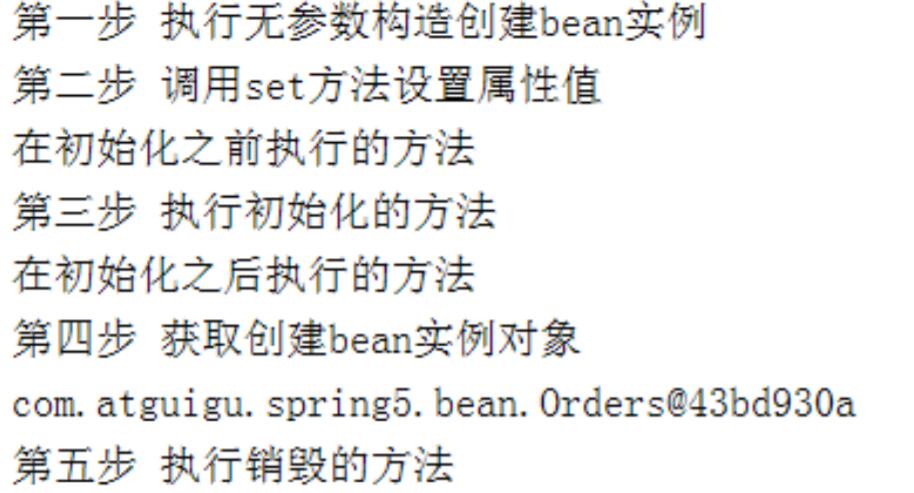 第一步 执行无参数构造创建bean实例
第二步 调用set方法设置属性值
在初始化之前执行的方法
第三步 执行初始化的方法
在初始化之后执行的方法
第四步 获取创建bean实例对象
com.atguigu.spring5.bean.Orders@43bd930a
第五步 执行销毁的方法